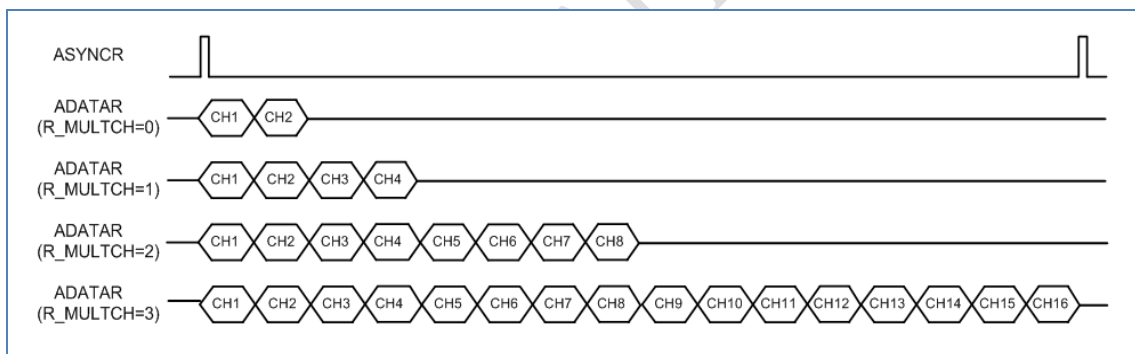 ASYNCR
ADATAR
(R_MULTCH=0)
CH1 CH2
ADATAR
(R_MULTCH=1)
CH1 CH2 CH3 CH4
ADATAR
(R_MULTCH=2)
CH1 CH2 CH3 CH4 CH5 CH6 CH7 CH8
ADATAR
(R_MULTCH=3)
CH1 CH2 CH3 CH4 CH5 CH6 CH7 CH8 CH9 CH10 CH11 CH12 CH13 CH14 CH15 CH16